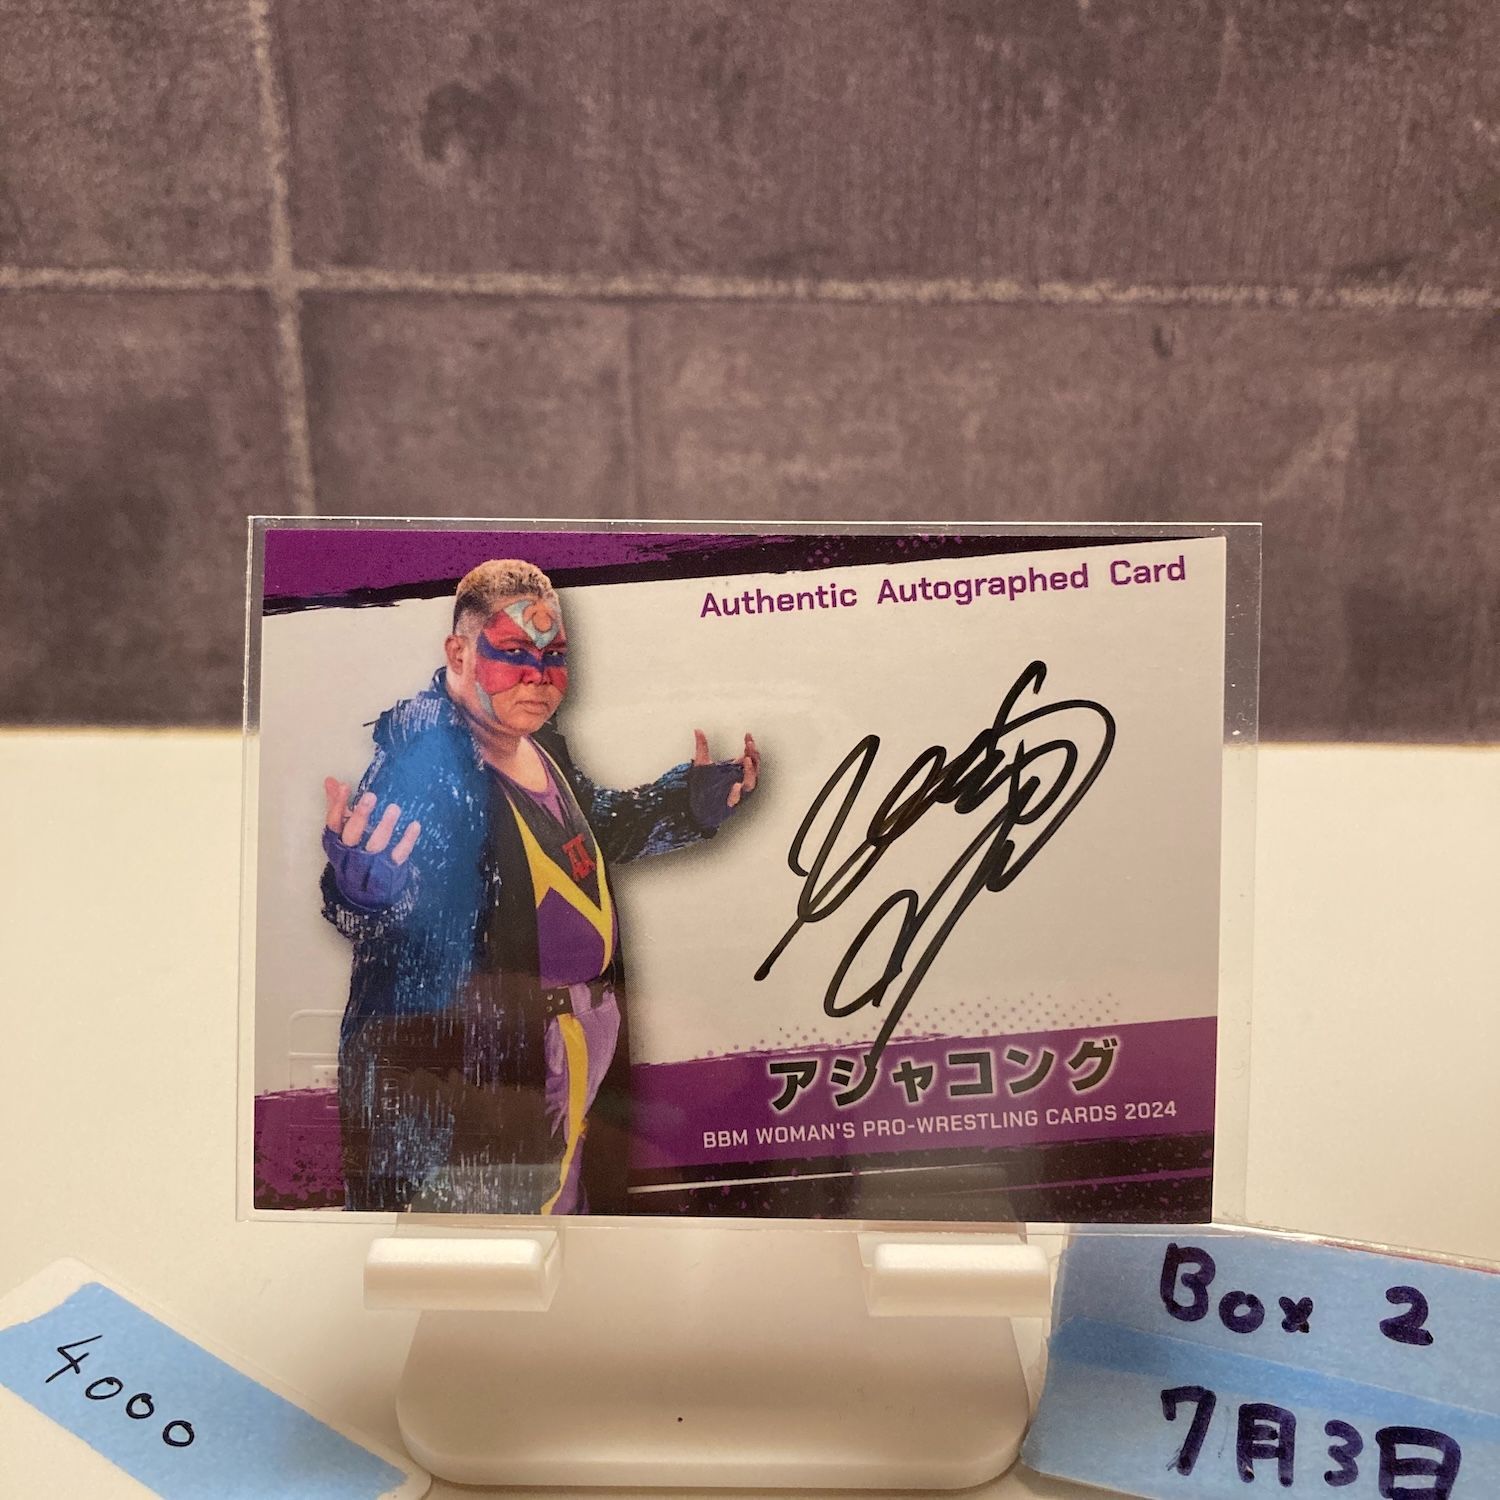 Authentic Autographed Card
アジャコング
BBM WOMAN'S PRO-WRESTLING CARDS 2024
4000
Box 2
7月3日